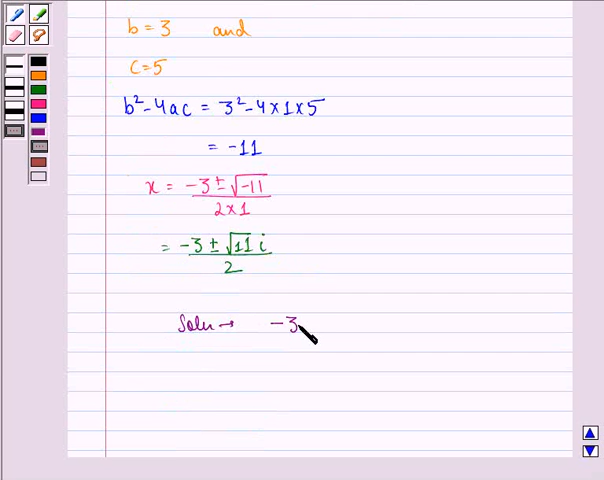 b = 3 and
c = 5
b² - 4ac = 3² - 4 × 1 × 5
= -11
x = (-3 ± √-11) / (2 × 1)
= (-3 ± √11 i) / 2
Soln → -3